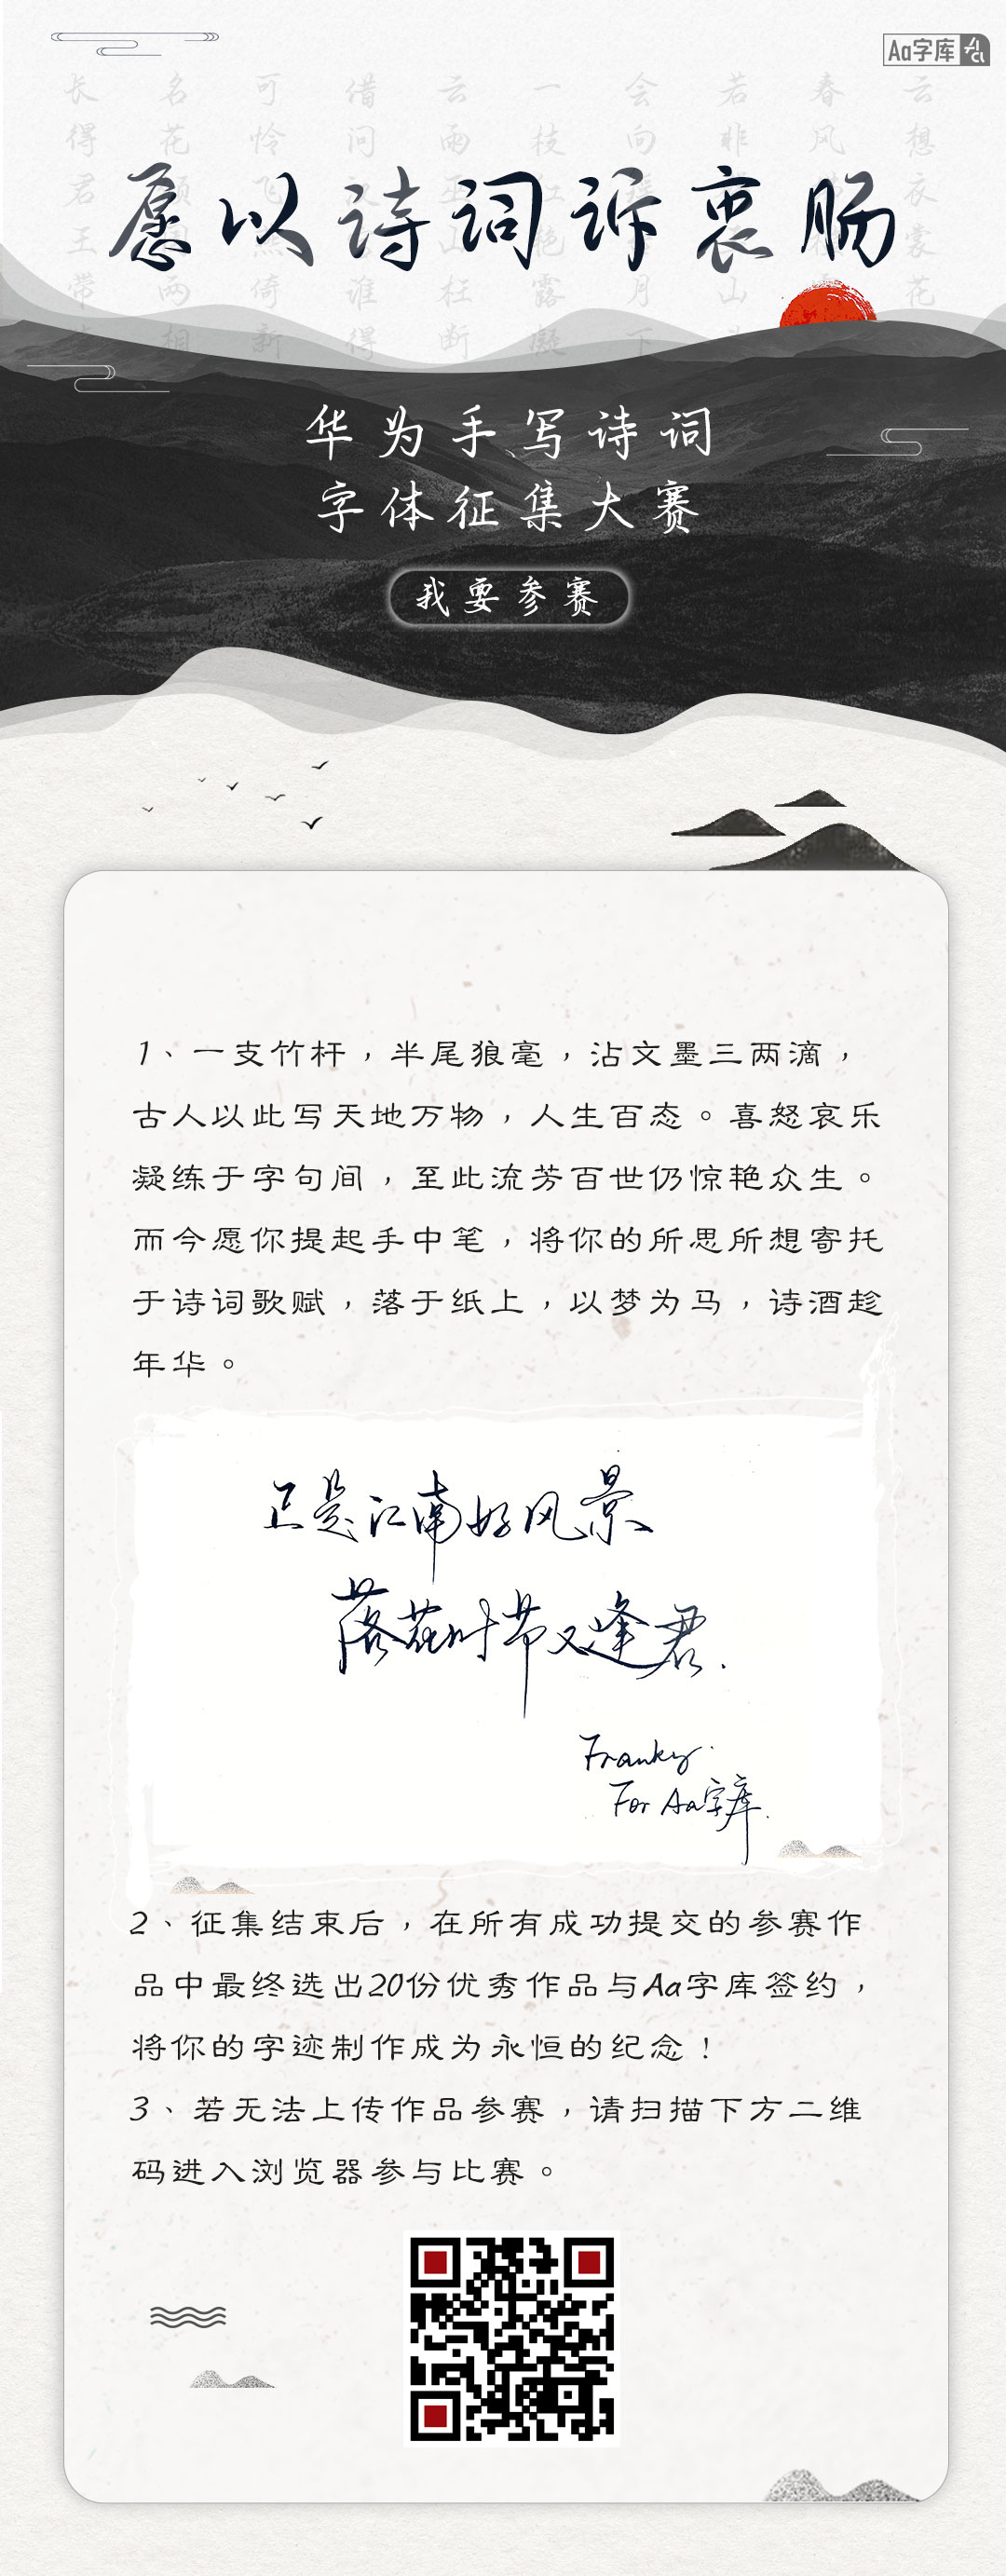 Aa字库
愿以诗词诉衷肠
华为手写诗词
字体征集大赛
我要参赛
1、一支竹杆，半尾狼毫，沾文墨三两滴，
古人以此写天地万物，人生百态。喜怒哀乐
凝练于字句间，至此流芳百世仍惊艳众生。
而今愿你提起手中笔，将你的所思所想寄托
于诗词歌赋，落于纸上，以梦为马，诗酒趁
年华。
正是江南好风景
落花时节又逢君.
Franky.
For Aa字库.
2、征集结束后，在所有成功提交的参赛作
品中最终选出20份优秀作品与Aa字库签约，
将你的字迹制作成为永恒的纪念！
3、若无法上传作品参赛，请扫描下方二维
码进入浏览器参与比赛。